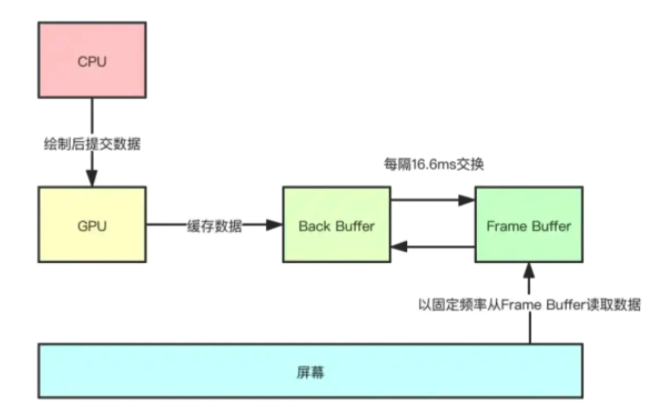 CPU
绘制后提交数据
每隔16.6ms交换
GPU
缓存数据
Back Buffer
Frame Buffer
以固定频率从Frame Buffer读取数据
屏幕